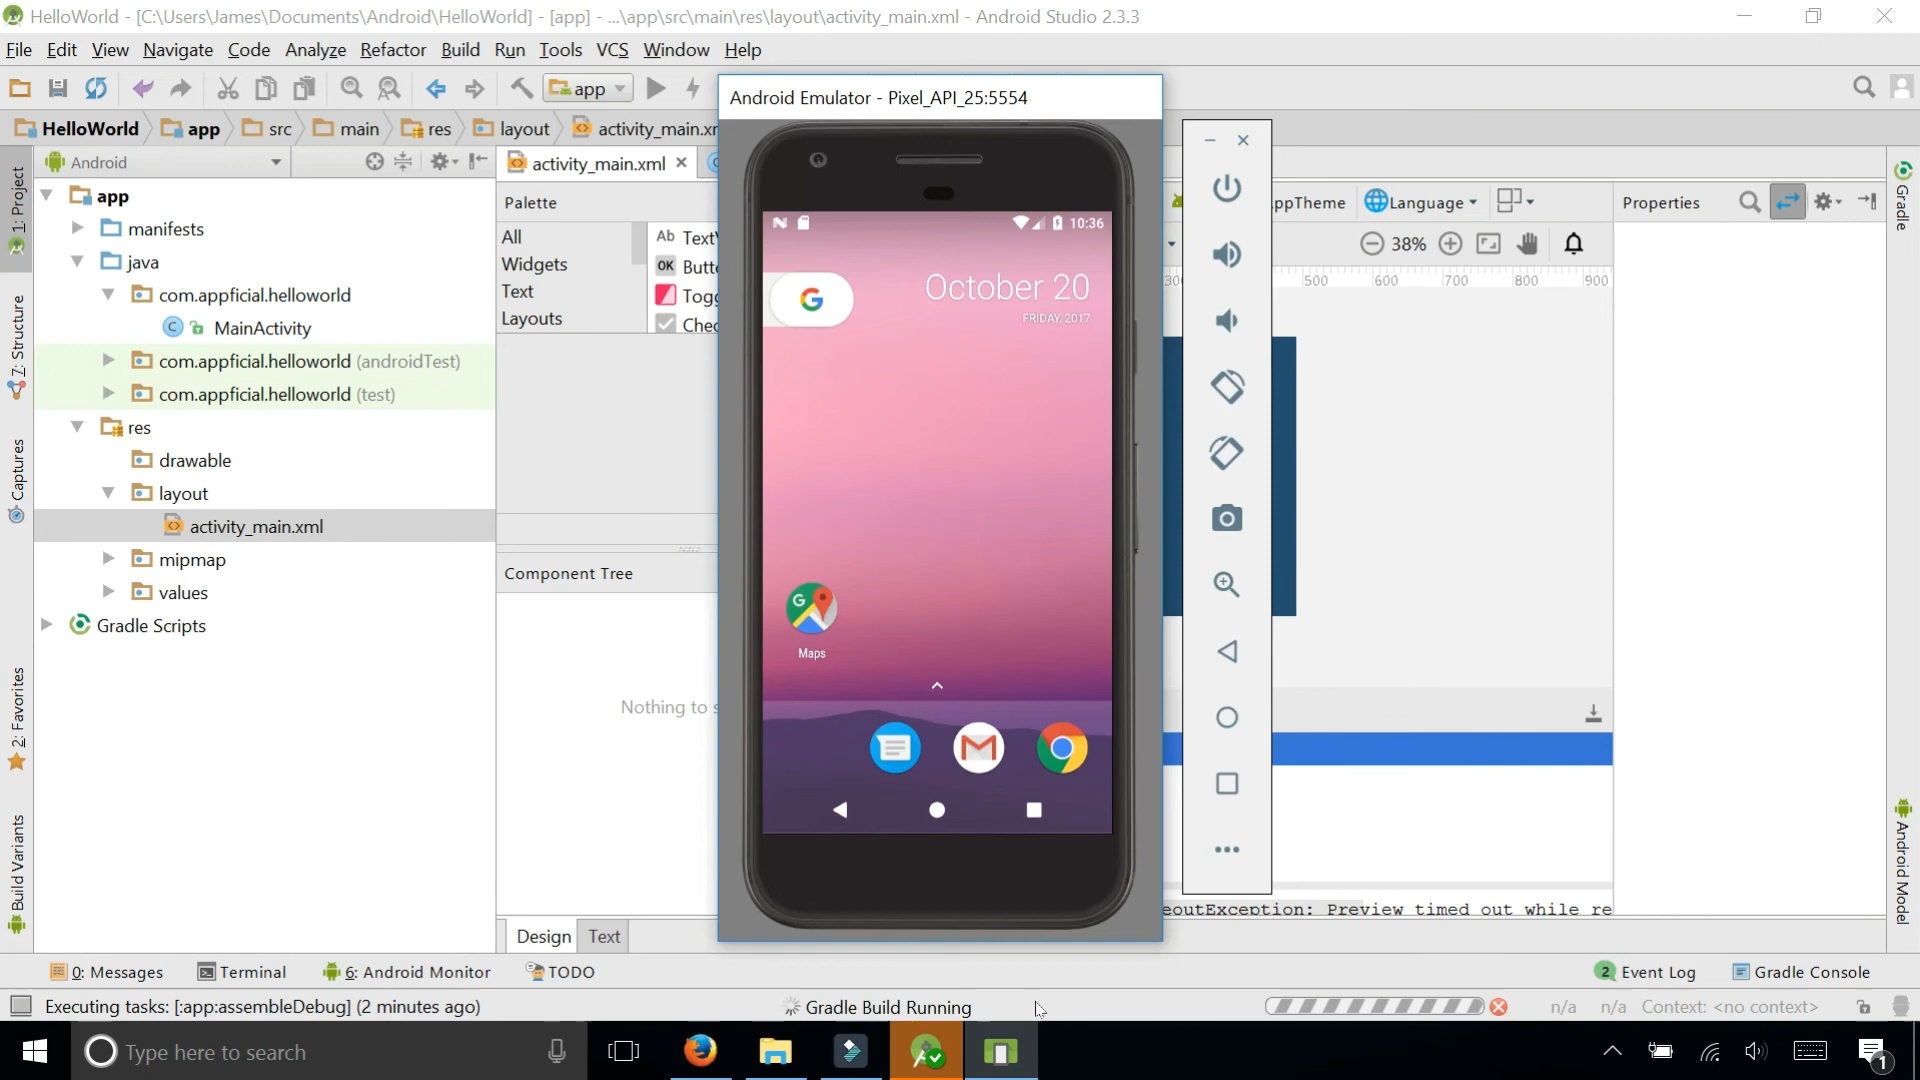 HelloWorld - [C:\Users\James\Documents\Android\HelloWorld] - [app] - ...\app\src\main\res\layout\activity_main.xml - Android Studio 2.3.3
File Edit View Navigate Code Analyze Refactor Build Run Tools VCS Window Help
app
Android Emulator - Pixel_API_25:5554
HelloWorld app src main res layout activity_main.xr
Android
activity_main.xml
1: Project
7: Structure
Captures
2: Favorites
Build Variants
app
manifests
java
com.appficial.helloworld
MainActivity
com.appficial.helloworld (androidTest)
com.appficial.helloworld (test)
res
drawable
layout
activity_main.xml
mipmap
values
Gradle Scripts
Palette
All
Widgets
Text
Layouts
Ab Text
OK Butt
Togg
Chec
Component Tree
Nothing to s
Design Text
N 10:36
G
October 20
FRIDAY, 2017
G
Maps
ppTheme Language
38%
300 500 600 700 800 900
Properties
Gradle
Android Model
eoutException: Preview timed out while re
0: Messages Terminal 6: Android Monitor TODO
2 Event Log Gradle Console
Executing tasks: [:app:assembleDebug] (2 minutes ago)
Gradle Build Running
n/a n/a Context: <no context>
Type here to search
1